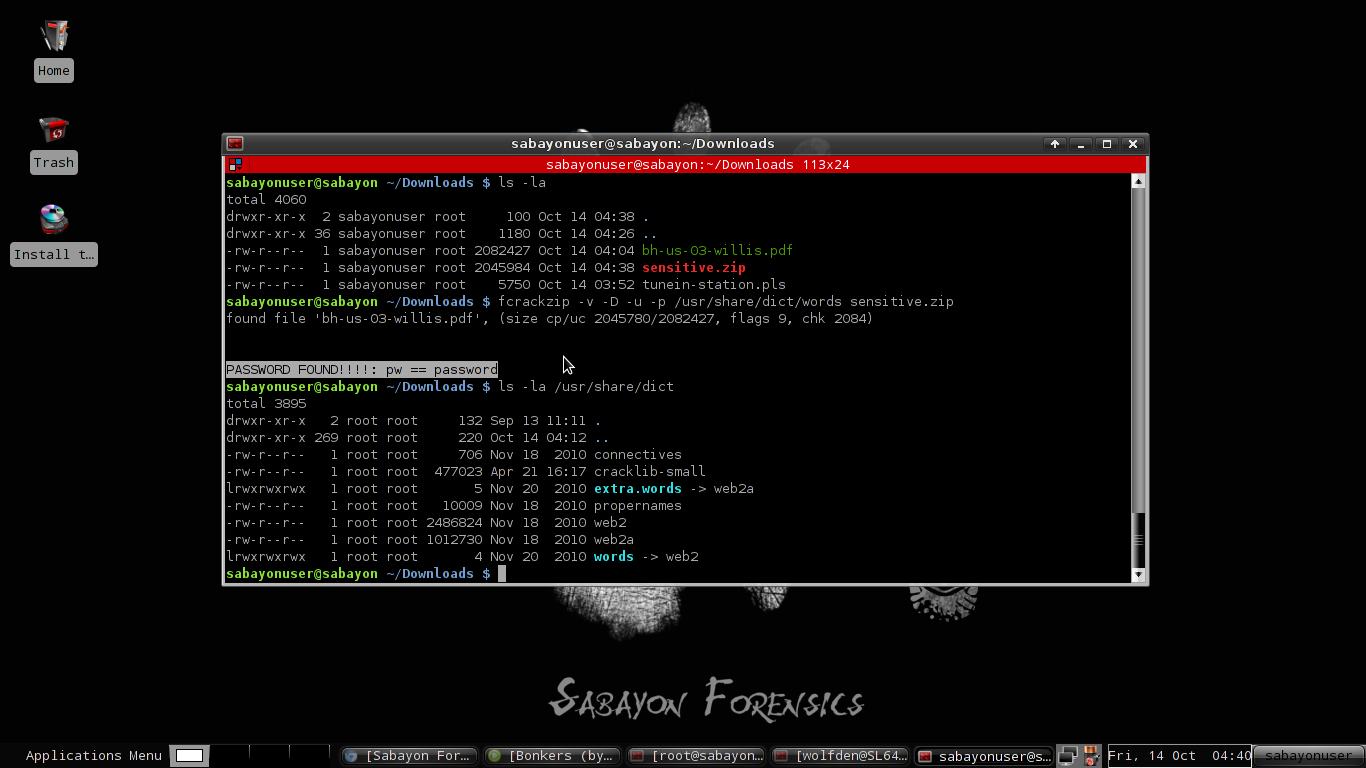 Home
Trash
Install t...
sabayonuser@sabayon:~/Downloads
sabayonuser@sabayon:~/Downloads 113x24
sabayonuser@sabayon ~/Downloads $ ls -la
total 4060
drwxr-xr-x  2 sabayonuser root     100 Oct 14 04:38 .
drwxr-xr-x 36 sabayonuser root    1180 Oct 14 04:26 ..
-rw-r--r--  1 sabayonuser root 2082427 Oct 14 04:04 bh-us-03-willis.pdf
-rw-r--r--  1 sabayonuser root 2045984 Oct 14 04:38 sensitive.zip
-rw-r--r--  1 sabayonuser root    5750 Oct 14 03:52 tunein-station.pls
sabayonuser@sabayon ~/Downloads $ fcrackzip -v -D -u -p /usr/share/dict/words sensitive.zip
found file 'bh-us-03-willis.pdf', (size cp/uc 2045780/2082427, flags 9, chk 2084)
PASSWORD FOUND!!!!: pw == password
sabayonuser@sabayon ~/Downloads $ ls -la /usr/share/dict
total 3895
drwxr-xr-x   2 root root     132 Sep 13 11:11 .
drwxr-xr-x 269 root root     220 Oct 14 04:12 ..
-rw-r--r--   1 root root     706 Nov 18  2010 connectives
-rw-r--r--   1 root root  477023 Apr 21 16:17 cracklib-small
lrwxrwxrwx   1 root root       5 Nov 20  2010 extra.words -> web2a
-rw-r--r--   1 root root   10009 Nov 18  2010 propernames
-rw-r--r--   1 root root 2486824 Nov 18  2010 web2
-rw-r--r--   1 root root 1012730 Nov 18  2010 web2a
lrwxrwxrwx   1 root root       4 Nov 20  2010 words -> web2
sabayonuser@sabayon ~/Downloads $
Sabayon Forensics
Applications Menu [Sabayon For... [Bonkers (by... [root@sabayon... [wolfden@SL64... sabayonuser@s... Fri, 14 Oct  04:40 sabayonuser